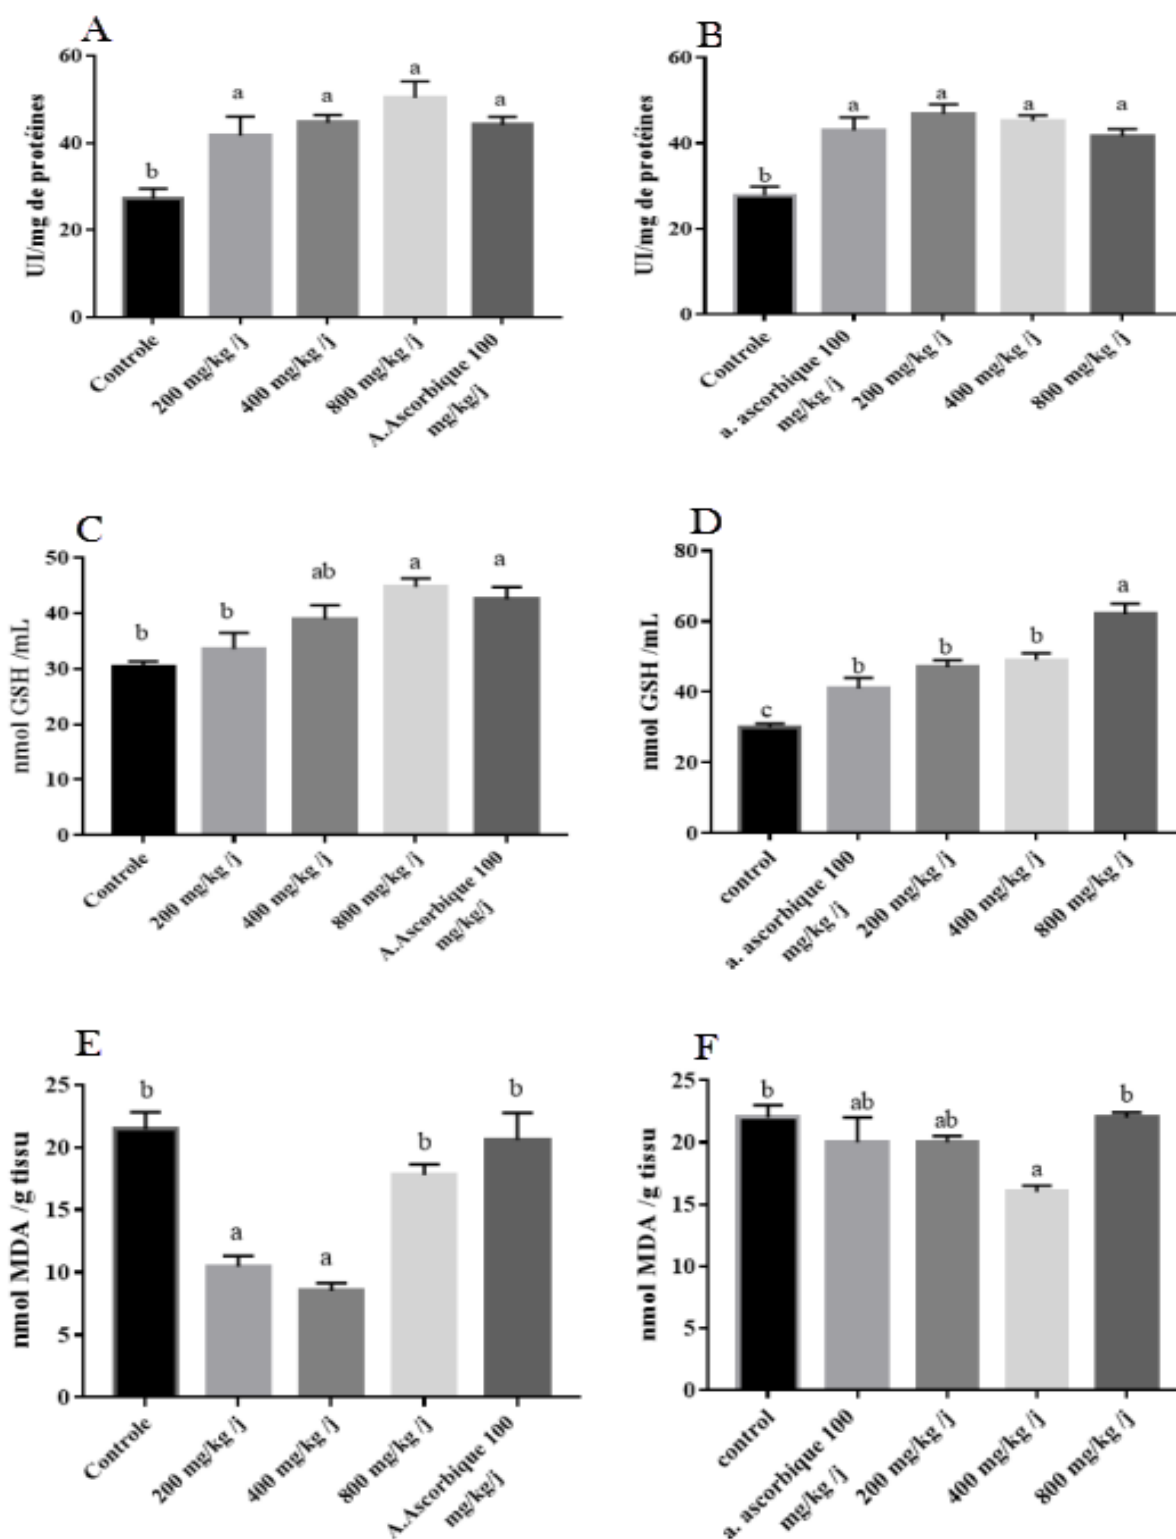 A
UI/mg de protéines
60
40
20
0
b
a
a
a
a
Controle
200 mg/kg /j
400 mg/kg /j
800 mg/kg /j
A.Ascorbique 100
mg/kg/j
B
UI/mg de protéines
60
40
20
0
b
a
a
a
a
Controle
a. ascorbique 100
mg/kg /j
200 mg/kg /j
400 mg/kg /j
800 mg/kg /j
C
nmol GSH /mL
50
40
30
20
10
0
b
b
ab
a
a
Controle
200 mg/kg /j
400 mg/kg /j
800 mg/kg /j
A.Ascorbique 100
mg/kg/j
D
nmol GSH /mL
80
60
40
20
0
c
b
b
b
a
control
a. ascorbique 100
mg/kg /j
200 mg/kg /j
400 mg/kg /j
800 mg/kg /j
E
nmol MDA /g tissu
25
20
15
10
5
0
b
a
a
b
b
Controle
200 mg/kg /j
400 mg/kg /j
800 mg/kg /j
A.Ascorbique 100
mg/kg/j
F
nmol MDA /g tissu
25
20
15
10
5
0
b
ab
ab
a
b
control
a. ascorbique 100
mg/kg /j
200 mg/kg /j
400 mg/kg /j
800 mg/kg /j